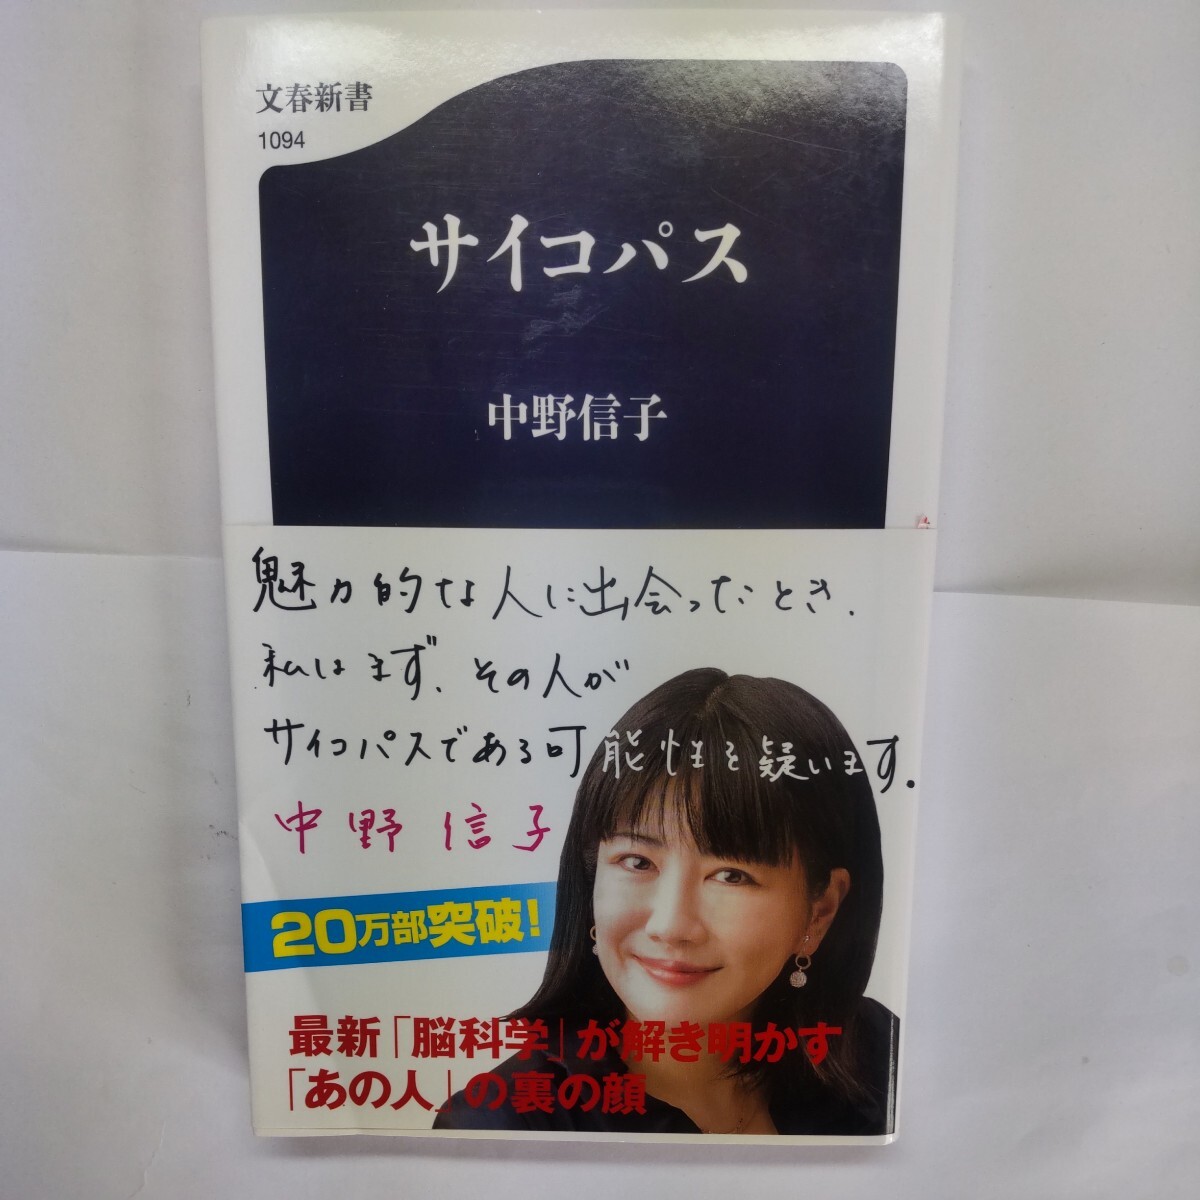 文春新書
1094
サイコパス
中野信子
魅力的な人に出会ったとき、
私はまず、その人が
サイコパスである可能性を疑います。
中野信子
20万部突破!
最新「脳科学」が解き明かす
「あの人」の裏の顔